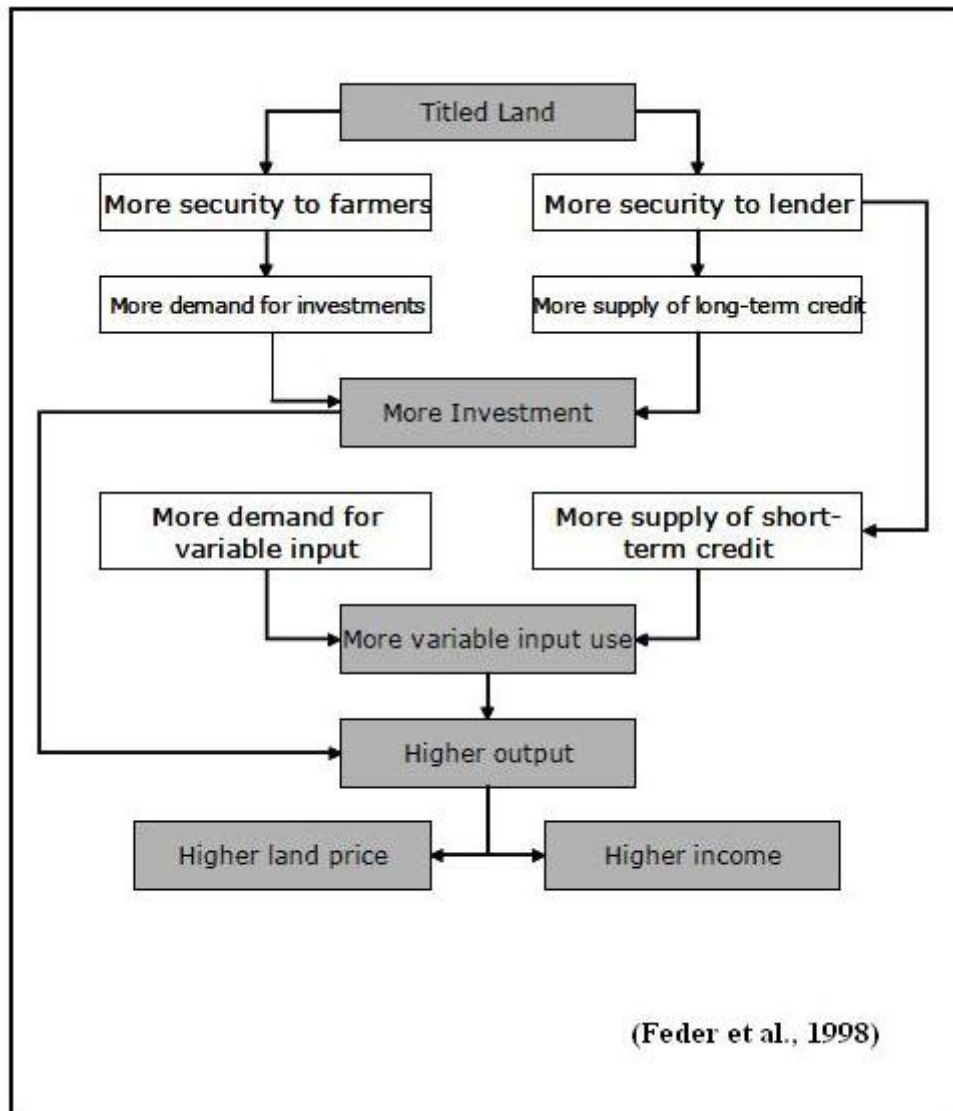 Titled Land
More security to farmers
More security to lender
More demand for investments
More supply of long-term credit
More Investment
More demand for
variable input
More supply of short-
term credit
More variable input use
Higher output
Higher land price
Higher income
(Feder et al., 1998)